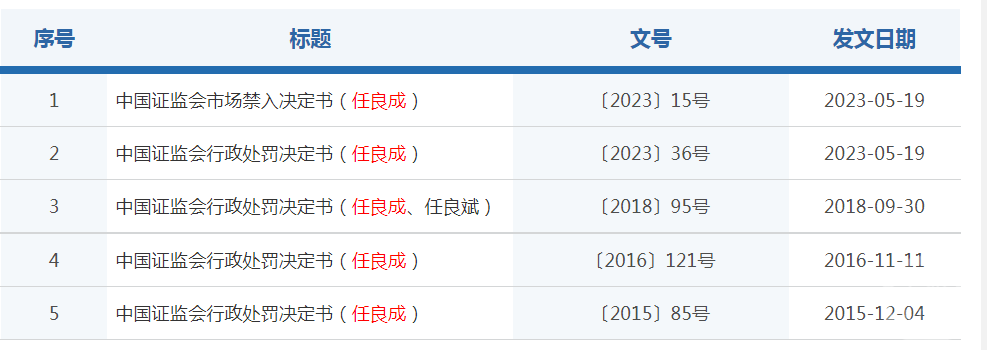 序号 标题 文号 发文日期
1 中国证监会市场禁入决定书（任良成） 〔2023〕15号 2023-05-19
2 中国证监会行政处罚决定书（任良成） 〔2023〕36号 2023-05-19
3 中国证监会行政处罚决定书（任良成、任良斌） 〔2018〕95号 2018-09-30
4 中国证监会行政处罚决定书（任良成） 〔2016〕121号 2016-11-11
5 中国证监会行政处罚决定书（任良成） 〔2015〕85号 2015-12-04